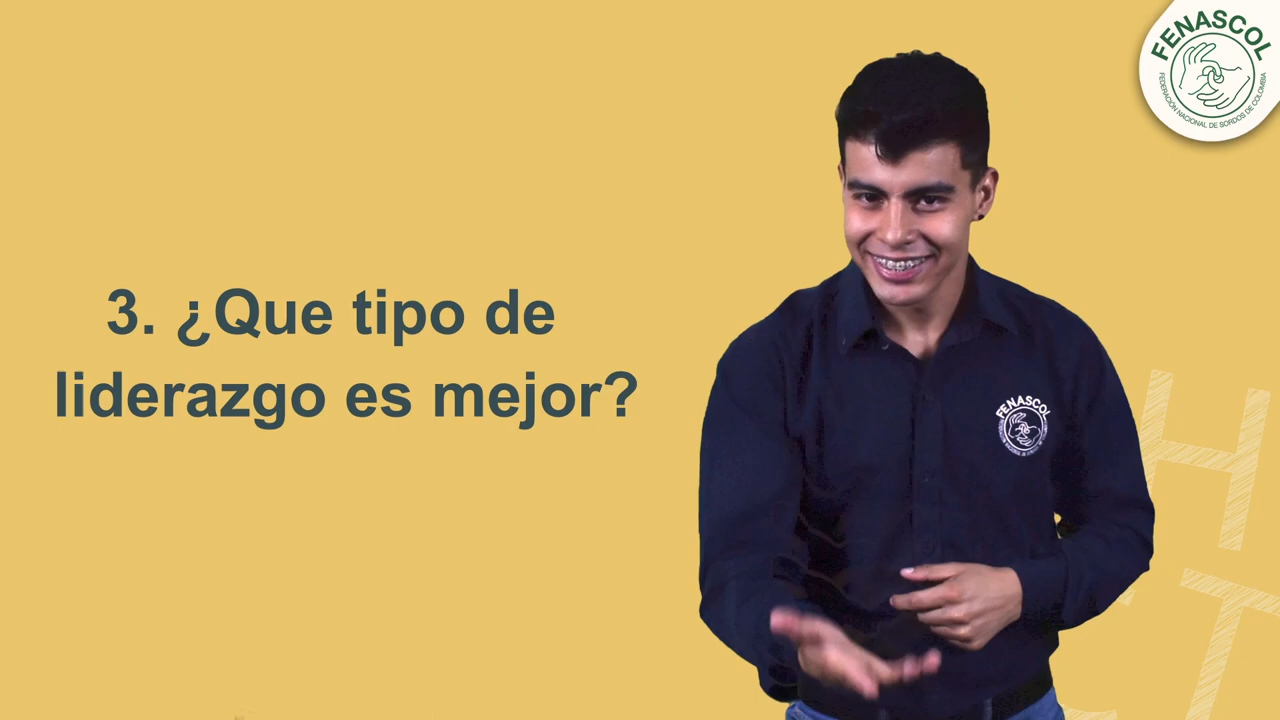 3. ¿Que tipo de
liderazgo es mejor?
FENASCOL
FEDERACIÓN NACIONAL DE SORDOS DE COLOMBIA
FENASCOL
H
T